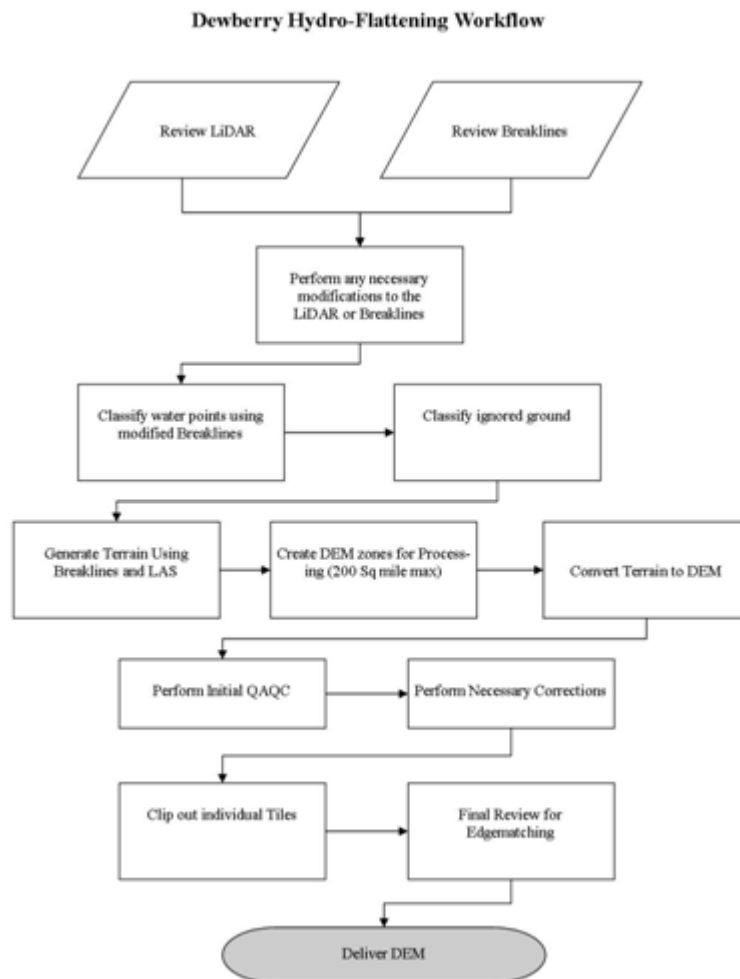 Dewberry Hydro-Flattening Workflow
Review LiDAR
Review Breaklines
Perform any necessary
modifications to the
LiDAR or Breaklines
Classify water points using
modified Breaklines
Classify ignored ground
Generate Terrain Using
Breaklines and LAS
Create DEM zones for Process-
ing (200 Sq mile max)
Convert Terrain to DEM
Perform Initial QAQC
Perform Necessary Corrections
Clip out individual Tiles
Final Review for
Edgematching
Deliver DEM